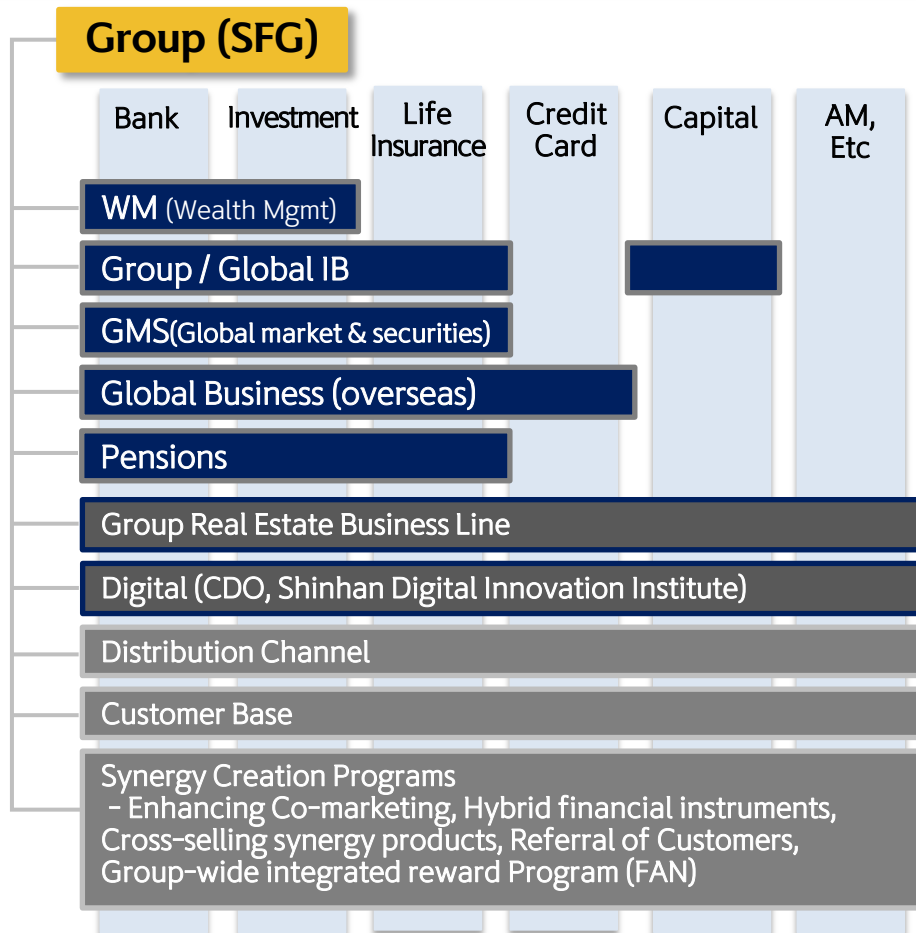 Group (SFG)
Bank
Investment
Life
Insurance
Credit
Card
Capital
AM,
Etc
WM (Wealth Mgmt)
Group / Global IB
GMS(Global market & securities)
Global Business (overseas)
Pensions
Group Real Estate Business Line
Digital (CDO, Shinhan Digital Innovation Institute)
Distribution Channel
Customer Base
Synergy Creation Programs
- Enhancing Co-marketing, Hybrid financial instruments,
Cross-selling synergy products, Referral of Customers,
Group-wide integrated reward Program (FAN)